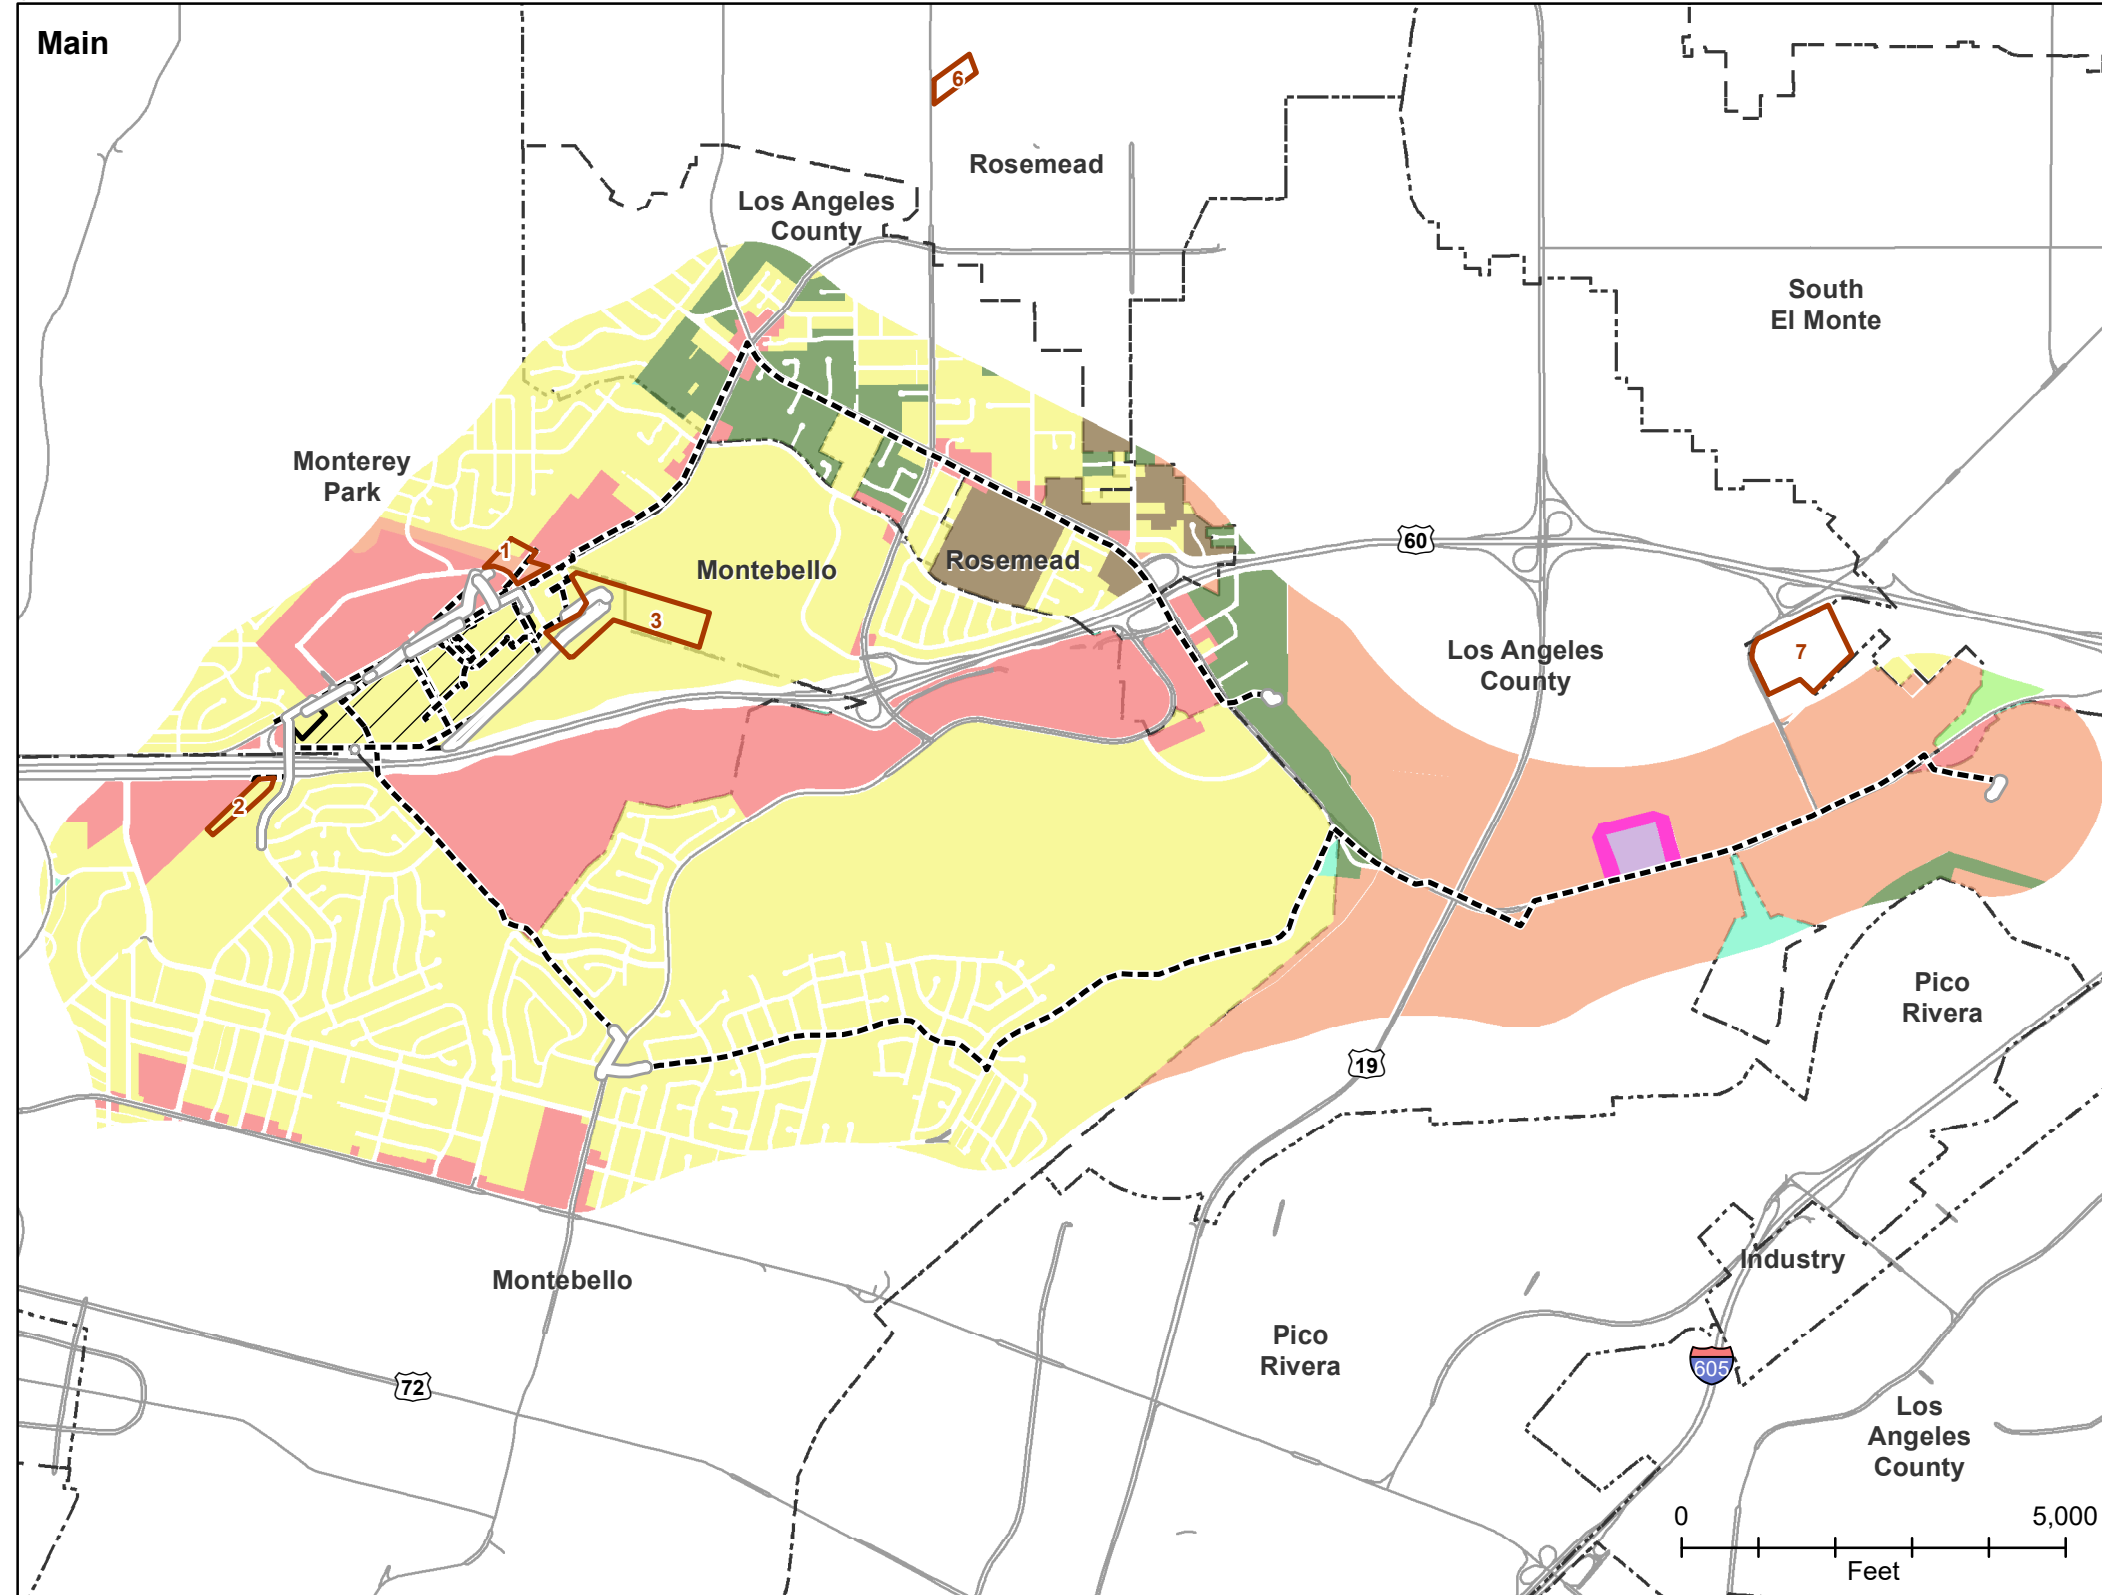 Main
6
Rosemead
Los Angeles
County
South
El Monte
Monterey
Park
1
60
Montebello
Rosemead
3
Los Angeles
County
7
2
Pico
Rivera
19
Industry
Montebello
Pico
Rivera
605
72
Los
Angeles
County
0
5,000
Feet